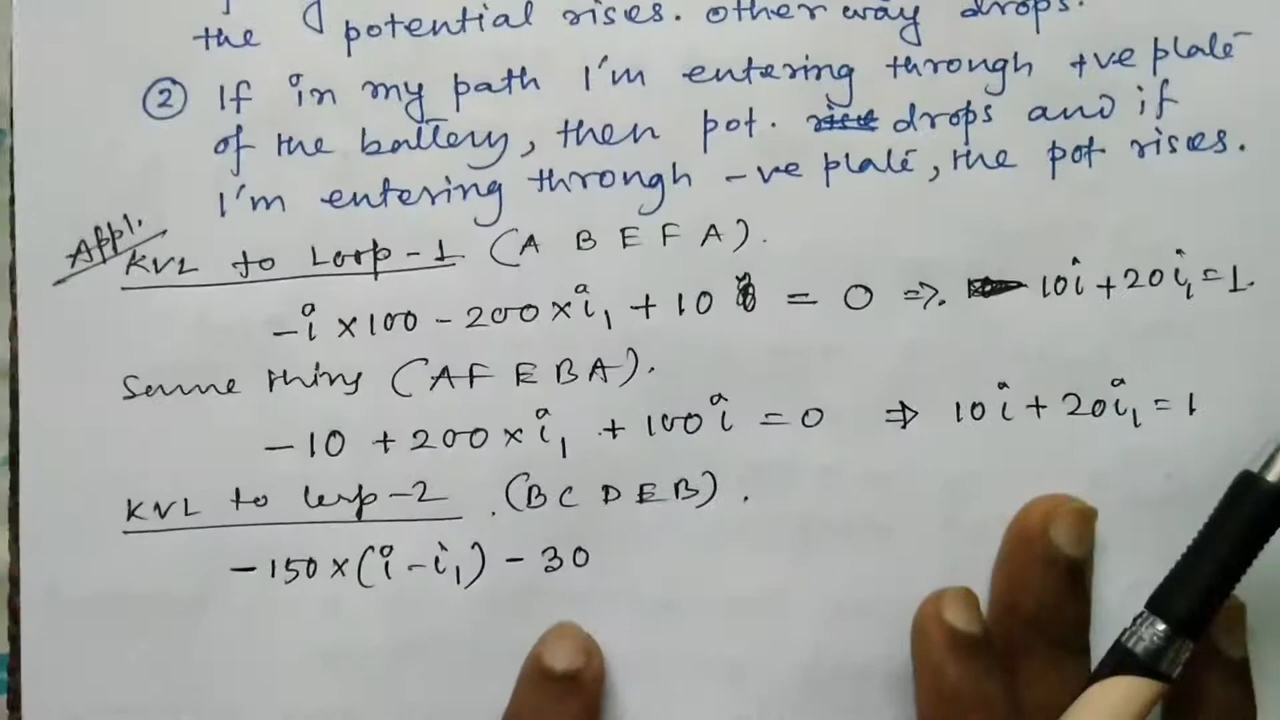 the potential rises. other way drops.
② If in my path I'm entering through +ve plate
of the battery, then pot. drops and if
I'm entering through -ve plate, the pot rises.
Appl.
KVL to Loop-1 (A B E F A).
-i × 100 - 200 × i₁ + 10 = 0 ⇒ 10i + 20i₁ = 1.
Same thing (A F E B A).
-10 + 200 × i₁ + 100i = 0 ⇒ 10i + 20i₁ = 1
KVL to loop-2 (B C D E B).
-150 × (i - i₁) - 30